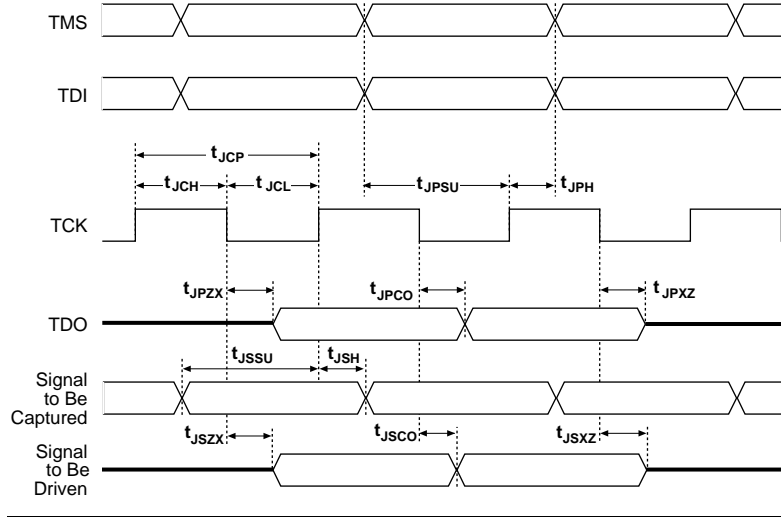 TMS
TDI
tJCP
tJCH
tJCL
tJPSU
tJPH
TCK
tJPZX
tJPCO
tJPXZ
TDO
tJSSU
tJSH
Signal
to Be
Captured
tJSZX
tJSCO
tJSXZ
Signal
to Be
Driven